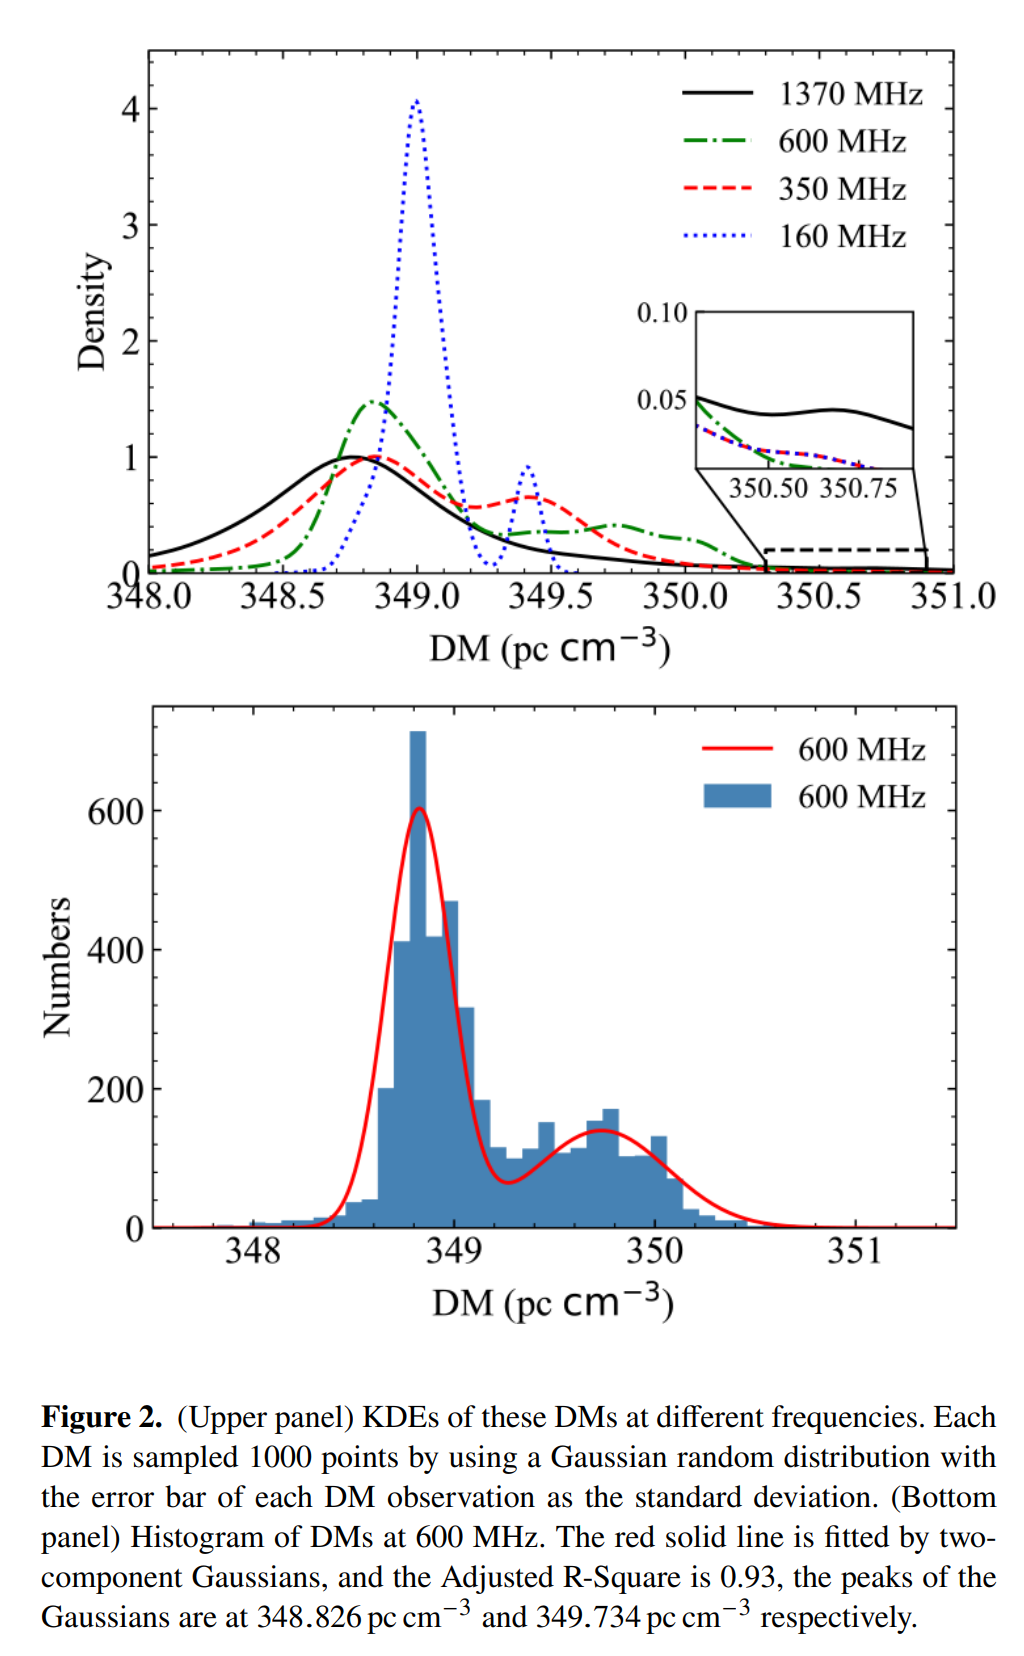 4
3
2
1
0
Density
1370 MHz
600 MHz
350 MHz
160 MHz
0.10
0.05
350.50 350.75
348.0 348.5 349.0 349.5 350.0 350.5 351.0
DM (pc cm⁻³)
600 MHz
600 MHz
600
400
200
0
Numbers
348 349 350 351
DM (pc cm⁻³)
Figure 2. (Upper panel) KDEs of these DMs at different frequencies. Each
DM is sampled 1000 points by using a Gaussian random distribution with
the error bar of each DM observation as the standard deviation. (Bottom
panel) Histogram of DMs at 600 MHz. The red solid line is fitted by two-
component Gaussians, and the Adjusted R-Square is 0.93, the peaks of the
Gaussians are at 348.826 pc cm⁻³ and 349.734 pc cm⁻³ respectively.